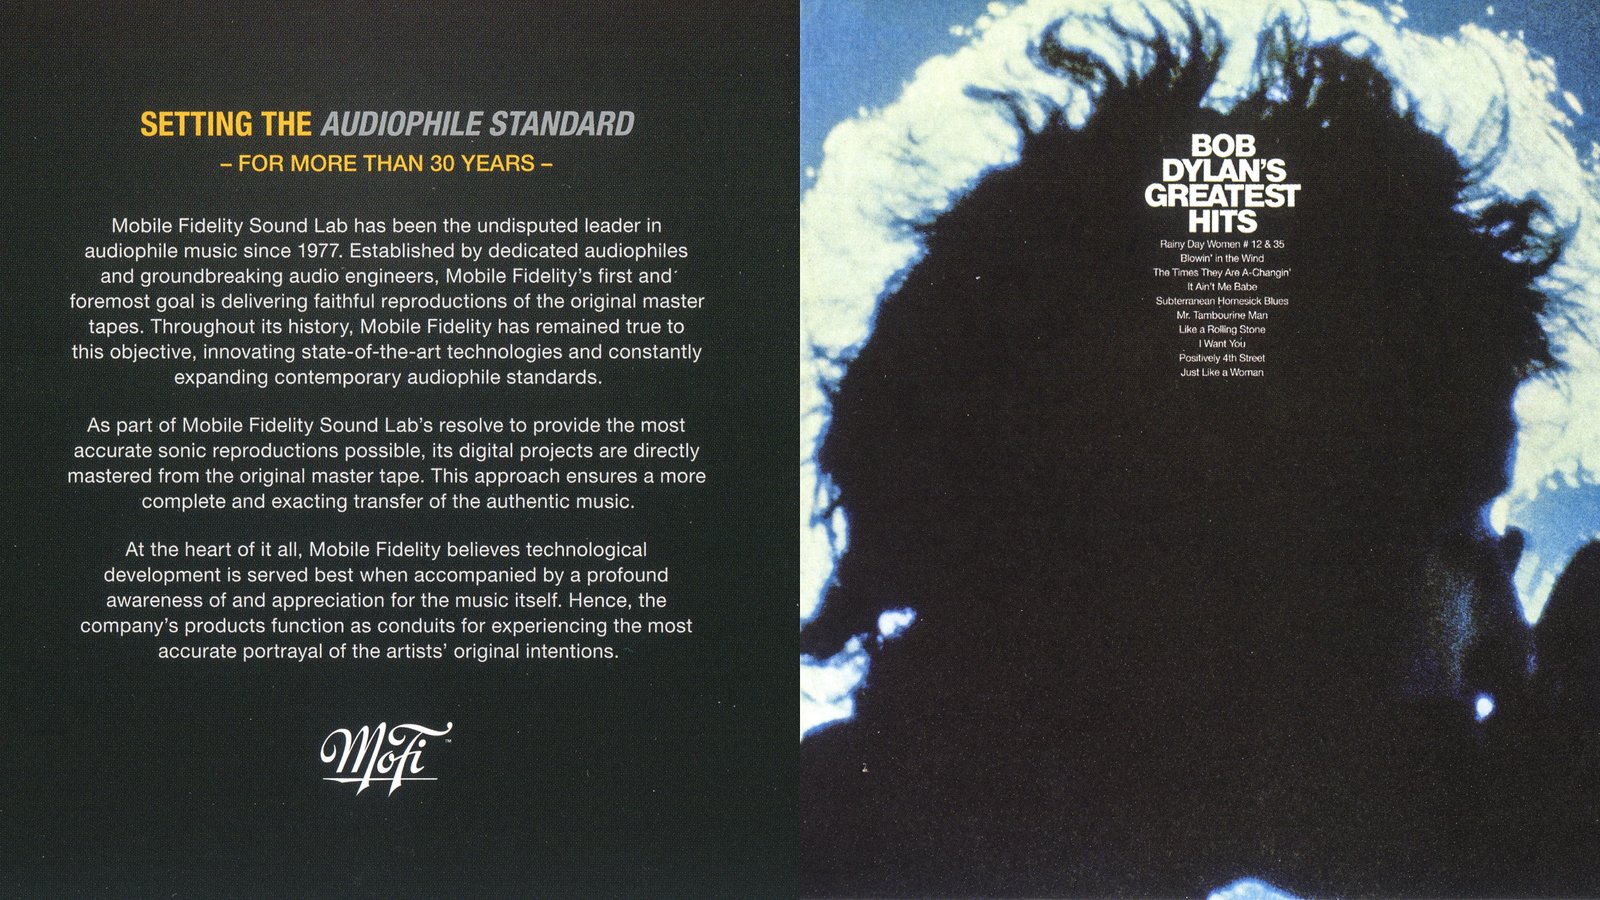 SETTING THE AUDIOPHILE STANDARD
– FOR MORE THAN 30 YEARS –
Mobile Fidelity Sound Lab has been the undisputed leader in
audiophile music since 1977. Established by dedicated audiophiles
and groundbreaking audio engineers, Mobile Fidelity's first and
foremost goal is delivering faithful reproductions of the original master
tapes. Throughout its history, Mobile Fidelity has remained true to
this objective, innovating state-of-the-art technologies and constantly
expanding contemporary audiophile standards.
As part of Mobile Fidelity Sound Lab's resolve to provide the most
accurate sonic reproductions possible, its digital projects are directly
mastered from the original master tape. This approach ensures a more
complete and exacting transfer of the authentic music.
At the heart of it all, Mobile Fidelity believes technological
development is served best when accompanied by a profound
awareness of and appreciation for the music itself. Hence, the
company's products function as conduits for experiencing the most
accurate portrayal of the artists' original intentions.
MoFi ™
BOB
DYLAN'S
GREATEST
HITS
Rainy Day Women # 12 & 35
Blowin' in the Wind
The Times They Are A-Changin'
It Ain't Me Babe
Subterranean Homesick Blues
Mr. Tambourine Man
Like a Rolling Stone
I Want You
Positively 4th Street
Just Like a Woman